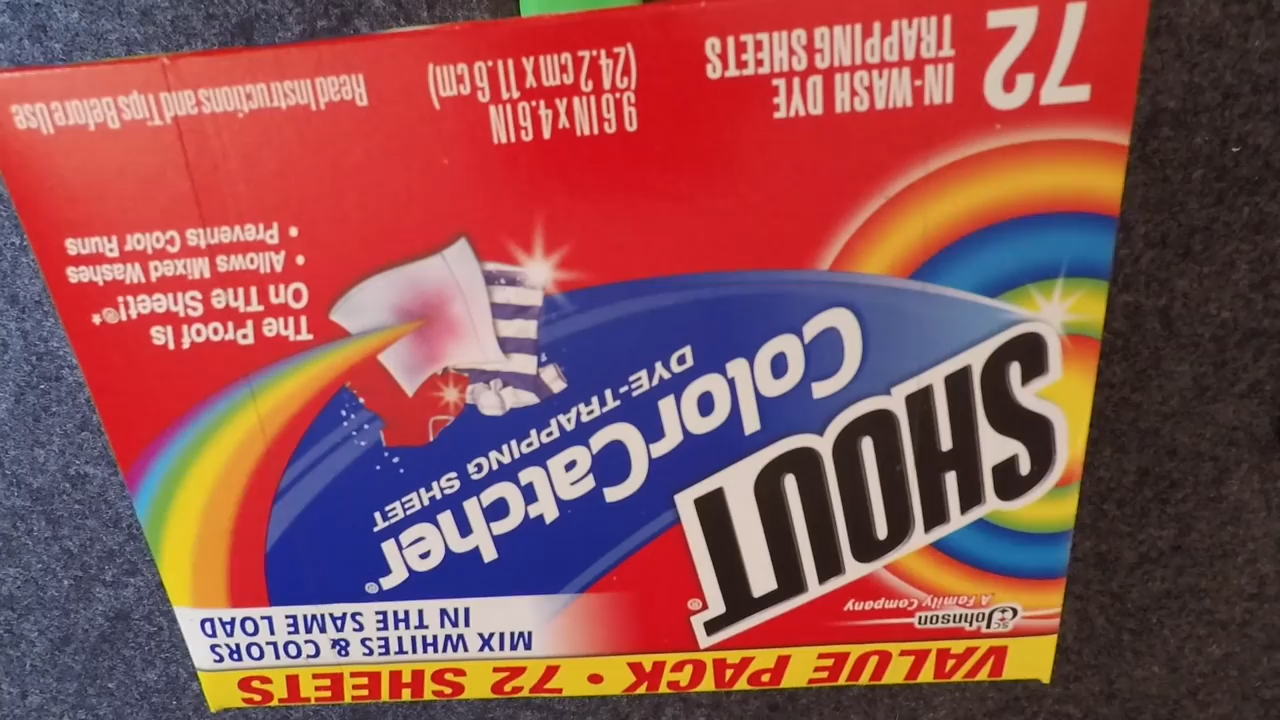 VALUE PACK • 72 SHEETS
SC Johnson
A Family Company
MIX WHITES & COLORS
IN THE SAME LOAD
SHOUT®
ColorCatcher®
DYE-TRAPPING SHEET
The Proof Is
On The Sheet!®*
• Allows Mixed Washes
• Prevents Color Runs
72
IN-WASH DYE
TRAPPING SHEETS
9.6 IN x 4.6 IN
(24.2 cm x 11.6 cm)
Read Instructions and Tips Before Use